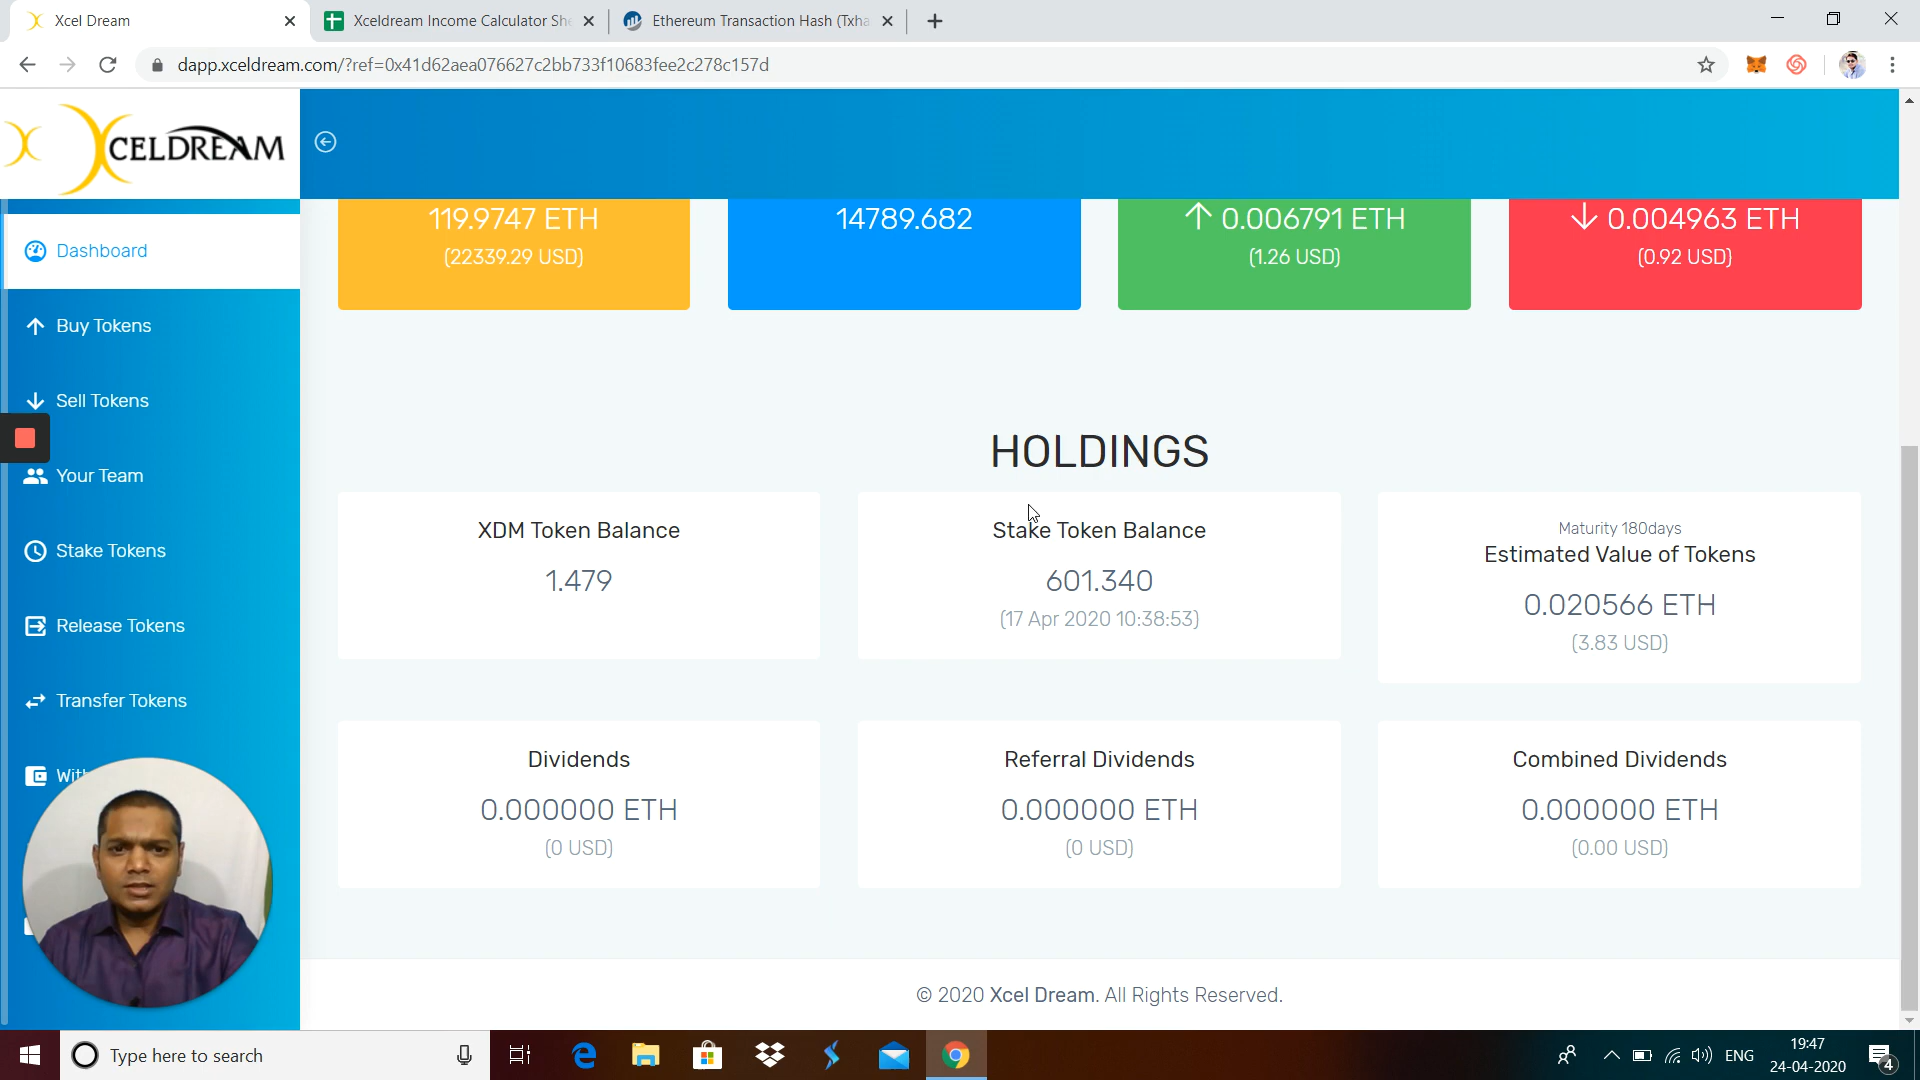 Xcel Dream
Xceldream Income Calculator She
Ethereum Transaction Hash (Txha
dapp.xceldream.com/?ref=0x41d62aea076627c2bb733f10683fee2c278c157d
XCELDREAM
119.9747 ETH
(22339.29 USD)
14789.682
0.006791 ETH
(1.26 USD)
0.004963 ETH
(0.92 USD)
Dashboard
Buy Tokens
Sell Tokens
Your Team
Stake Tokens
Release Tokens
Transfer Tokens
With
HOLDINGS
XDM Token Balance
1.479
Stake Token Balance
601.340
(17 Apr 2020 10:38:53)
Maturity 180days
Estimated Value of Tokens
0.020566 ETH
(3.83 USD)
Dividends
0.000000 ETH
(0 USD)
Referral Dividends
0.000000 ETH
(0 USD)
Combined Dividends
0.000000 ETH
(0.00 USD)
© 2020 Xcel Dream. All Rights Reserved.
Type here to search
ENG
19:47
24-04-2020
4